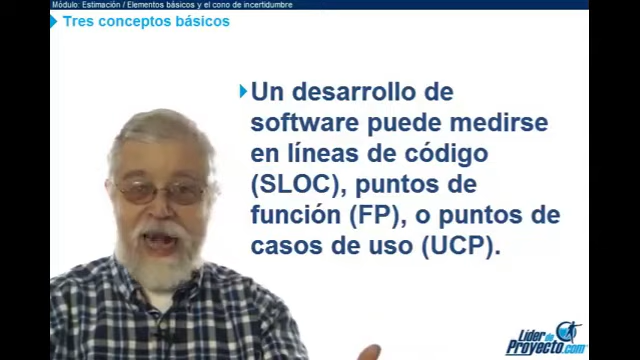 Módulo: Estimación / Elementos básicos y el cono de incertidumbre
Tres conceptos básicos
Un desarrollo de
software puede medirse
en líneas de código
(SLOC), puntos de
función (FP), o puntos de
casos de uso (UCP).
Líder de
Proyecto.com